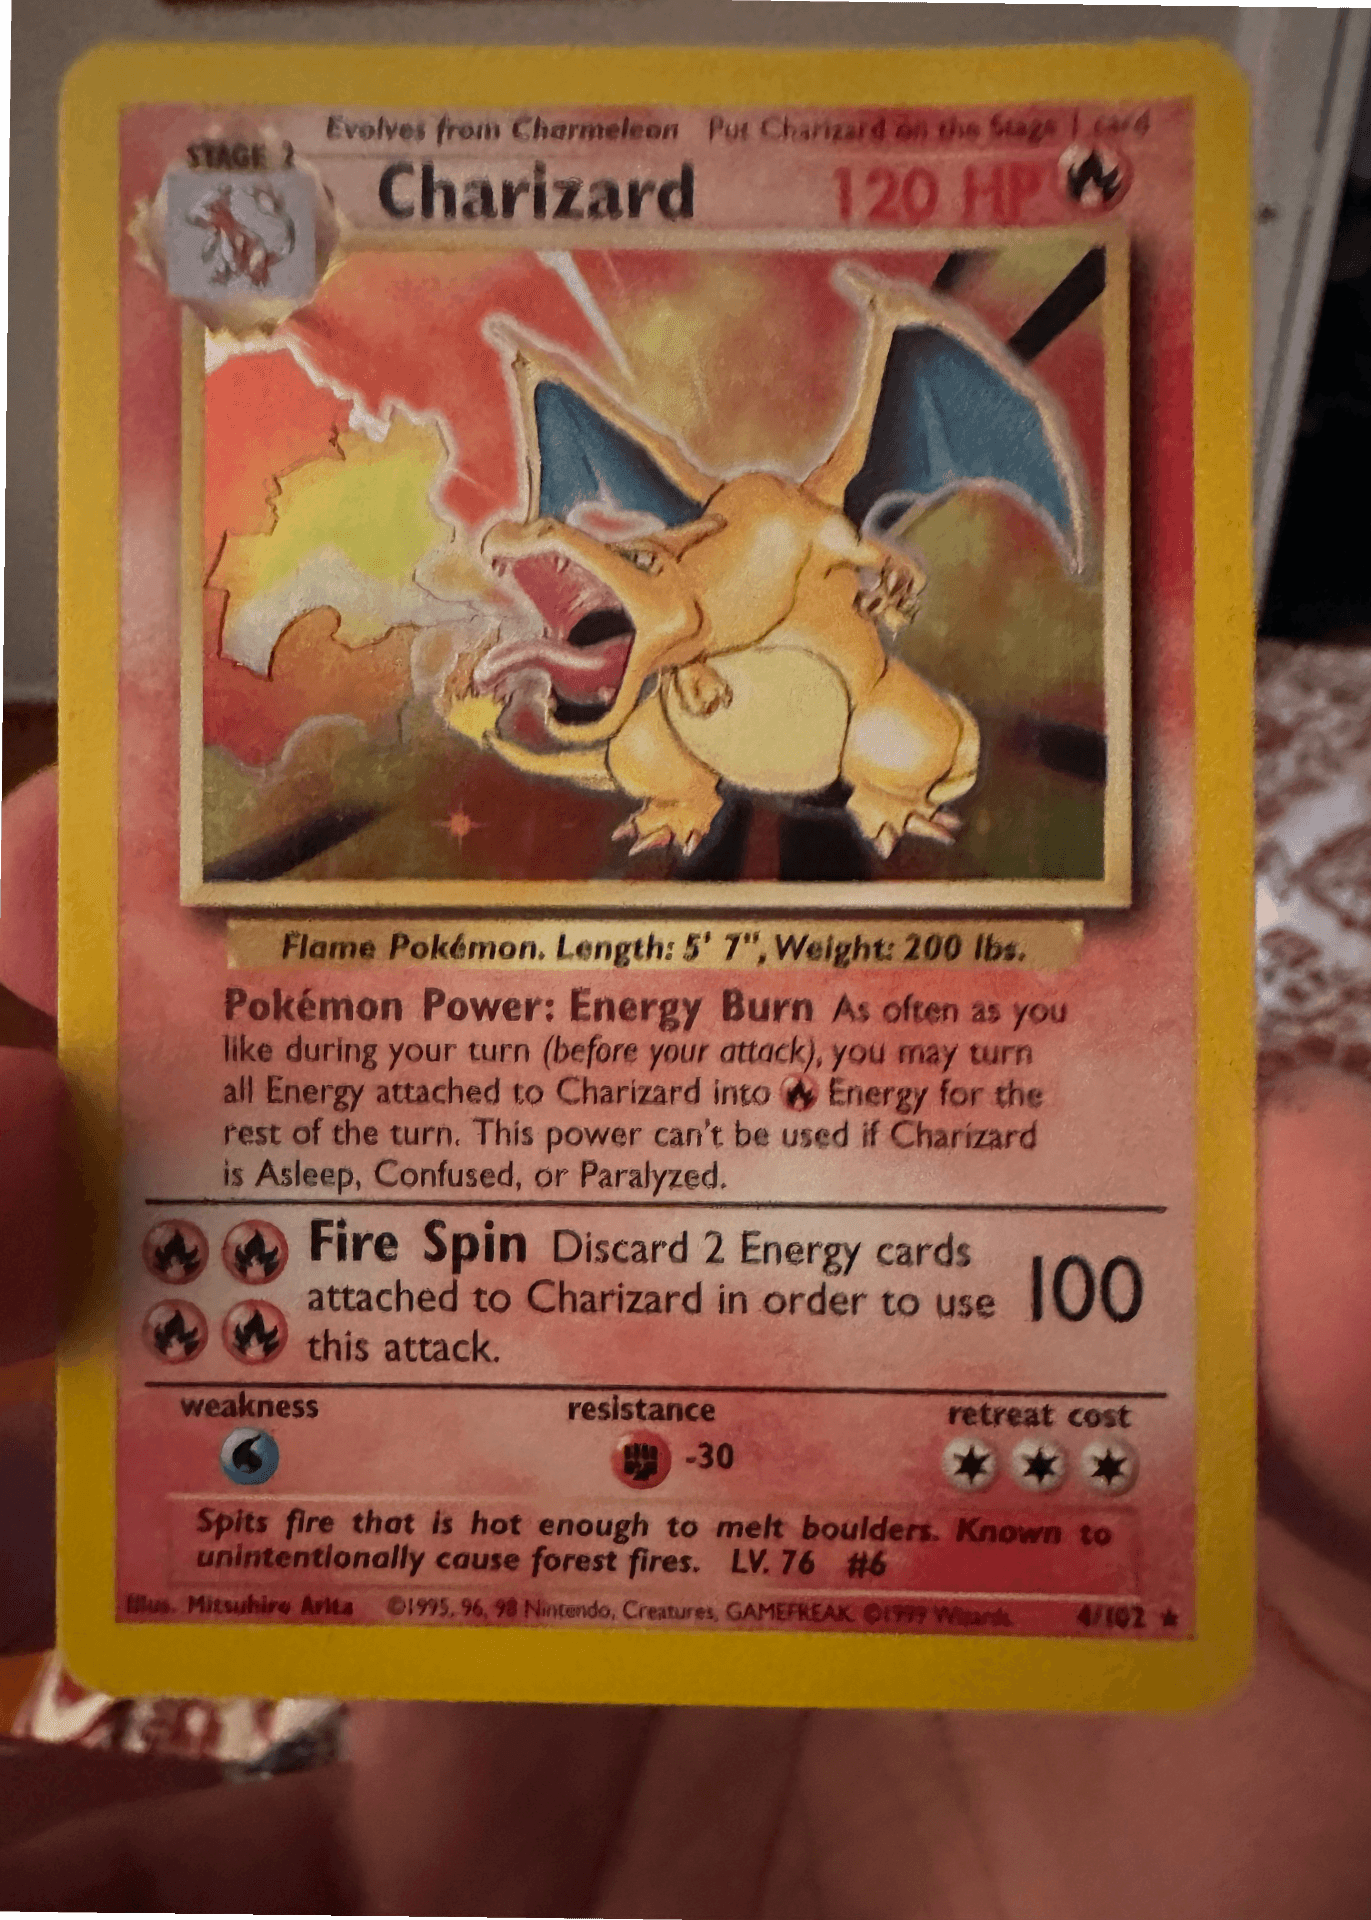 Evolves from Charmeleon Put Charizard on the Stage 1 card
STAGE 2
Charizard 120 HP
Flame Pokémon. Length: 5' 7", Weight: 200 lbs.
Pokémon Power: Energy Burn As often as you
like during your turn (before your attack), you may turn
all Energy attached to Charizard into Energy for the
rest of the turn. This power can't be used if Charizard
is Asleep, Confused, or Paralyzed.
Fire Spin Discard 2 Energy cards
attached to Charizard in order to use 100
this attack.
weakness resistance retreat cost
-30
Spits fire that is hot enough to melt boulders. Known to
unintentionally cause forest fires. LV. 76 #6
Illus. Mitsuhiro Arita ©1995, 96, 98 Nintendo, Creatures, GAMEFREAK. ©1999 Wizards. 4/102